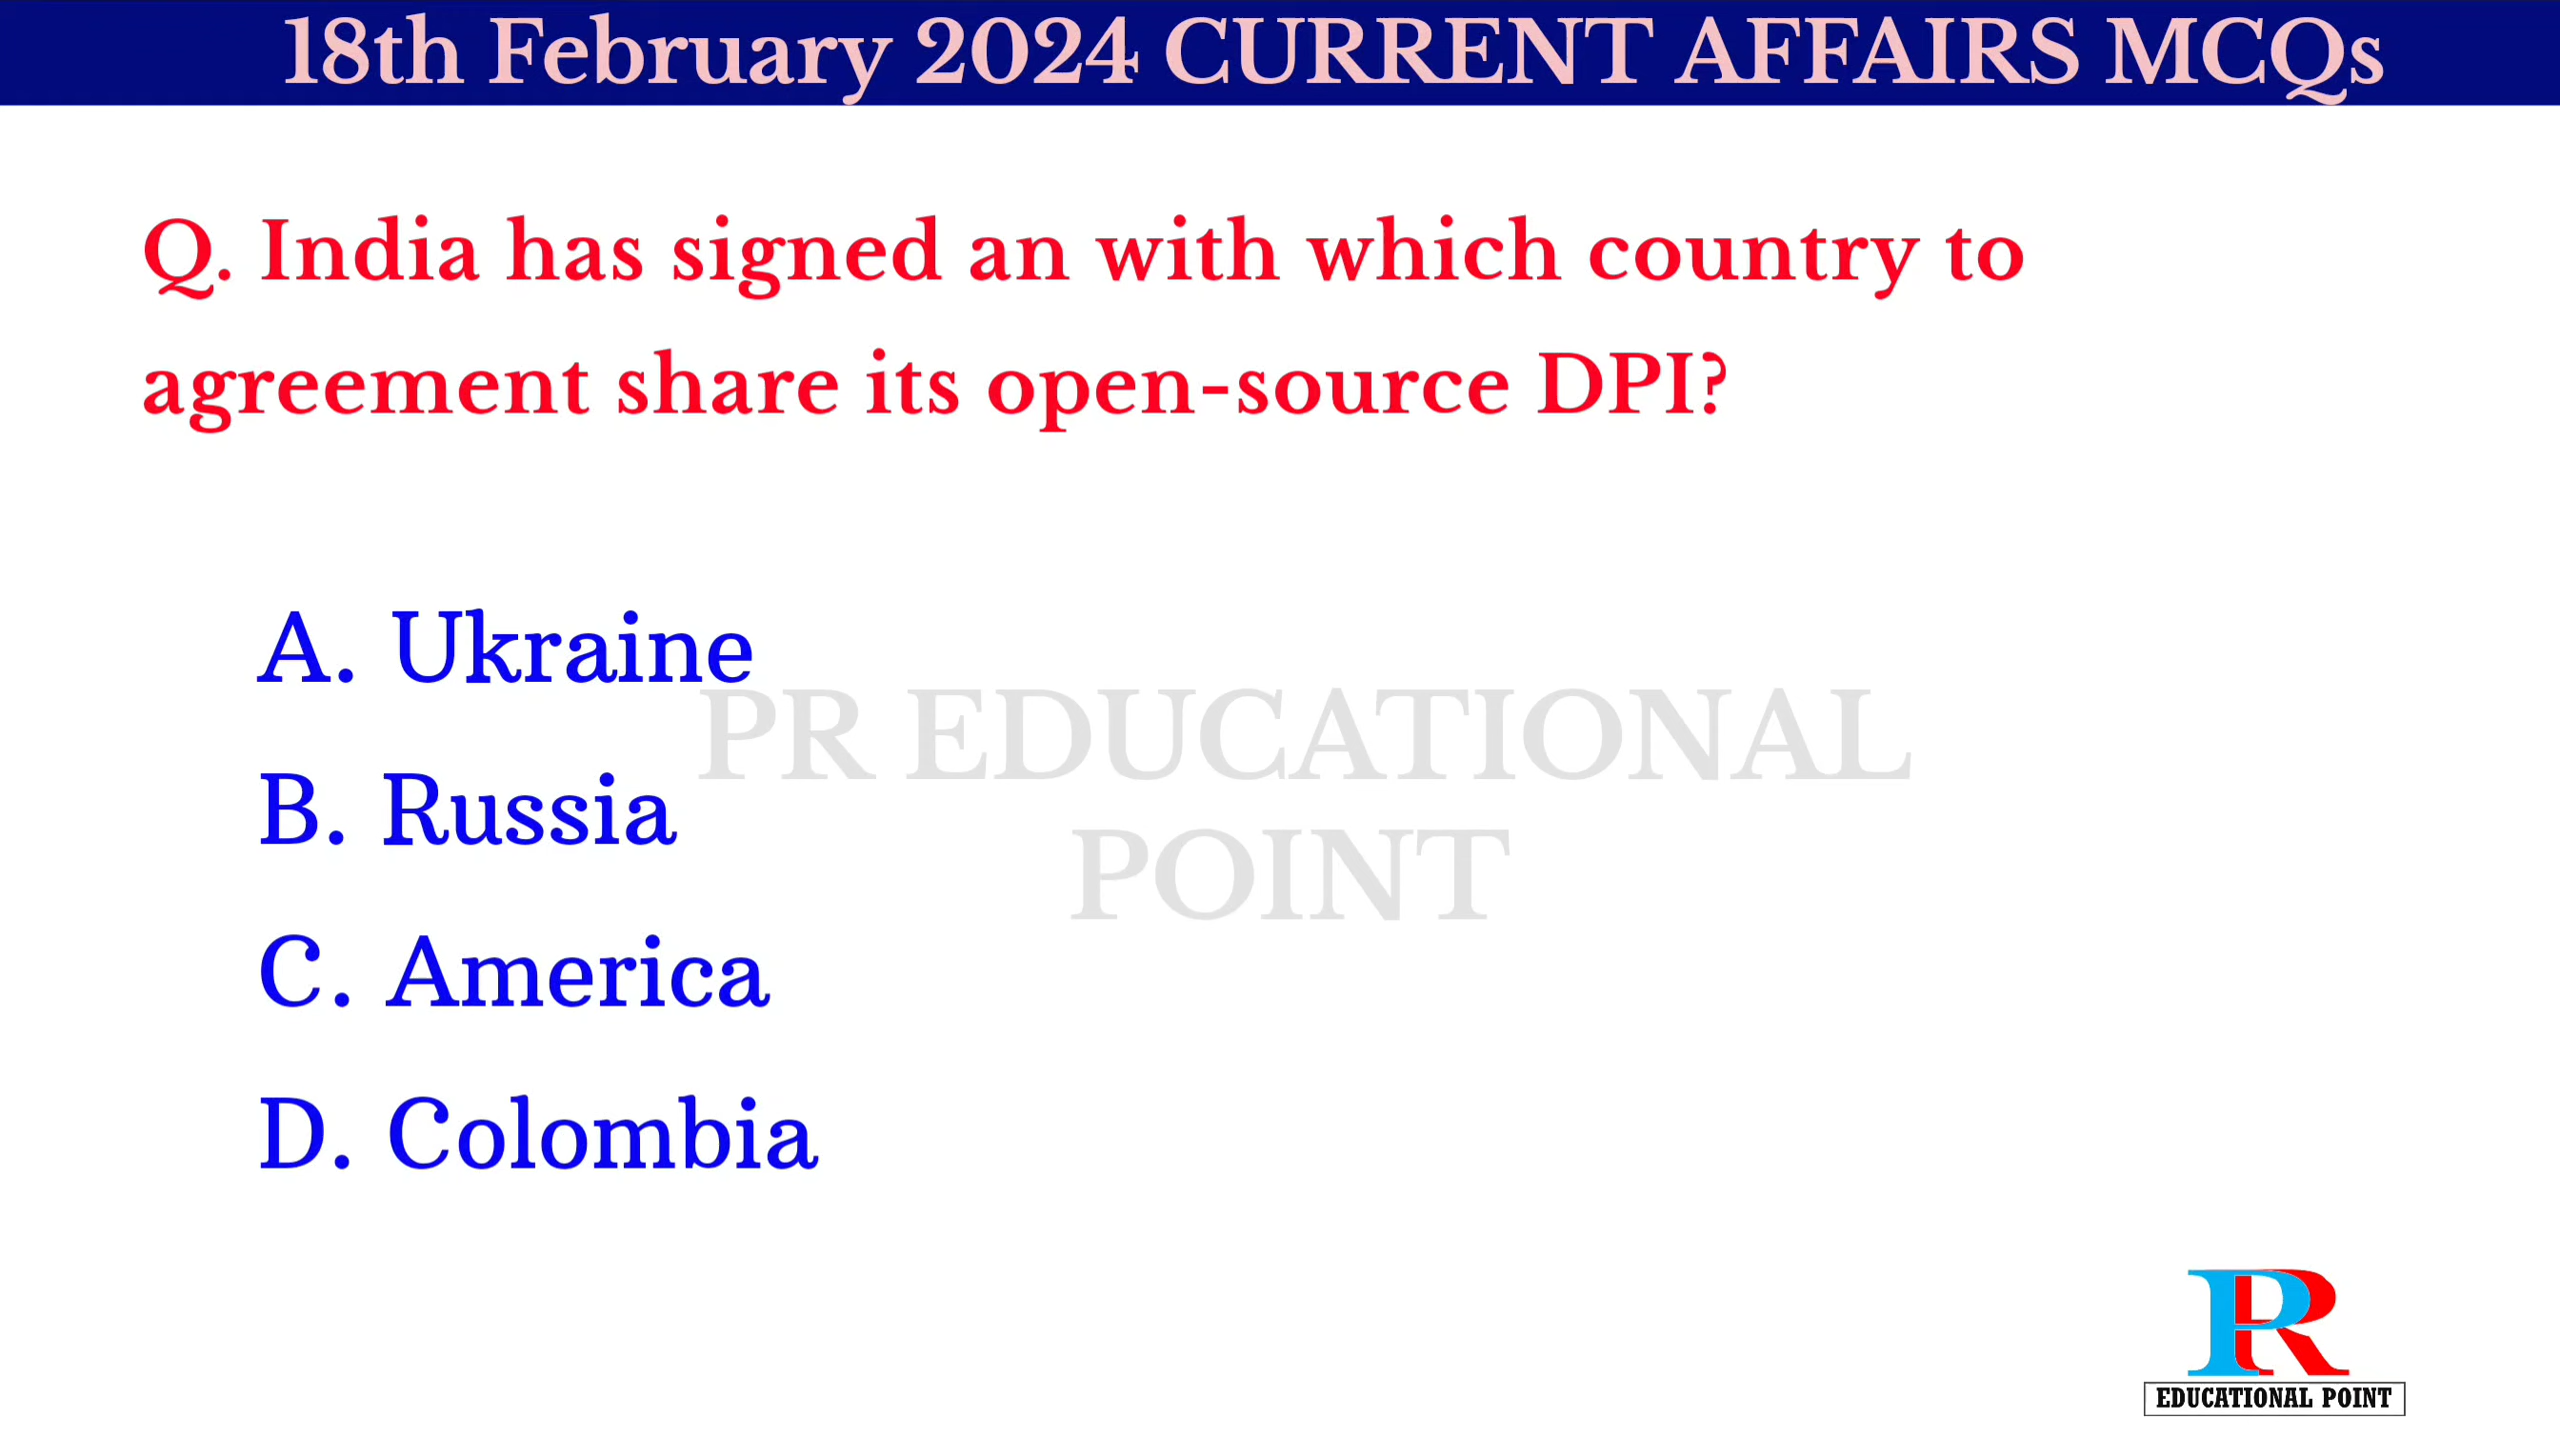 18th February 2024 CURRENT AFFAIRS MCQs
Q. India has signed an with which country to
agreement share its open-source DPI?
A. Ukraine
B. Russia
C. America
D. Colombia
PR EDUCATIONAL
POINT
PR
EDUCATIONAL POINT